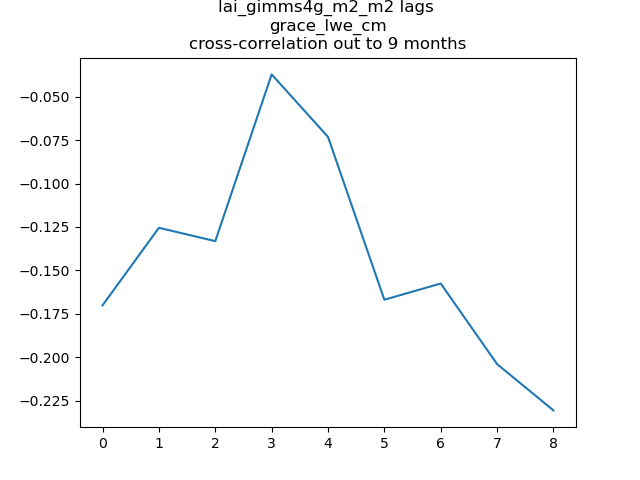 lai_gimms4g_m2_m2 lags
grace_lwe_cm
cross-correlation out to 9 months
−0.050
−0.075
−0.100
−0.125
−0.150
−0.175
−0.200
−0.225
0 1 2 3 4 5 6 7 8